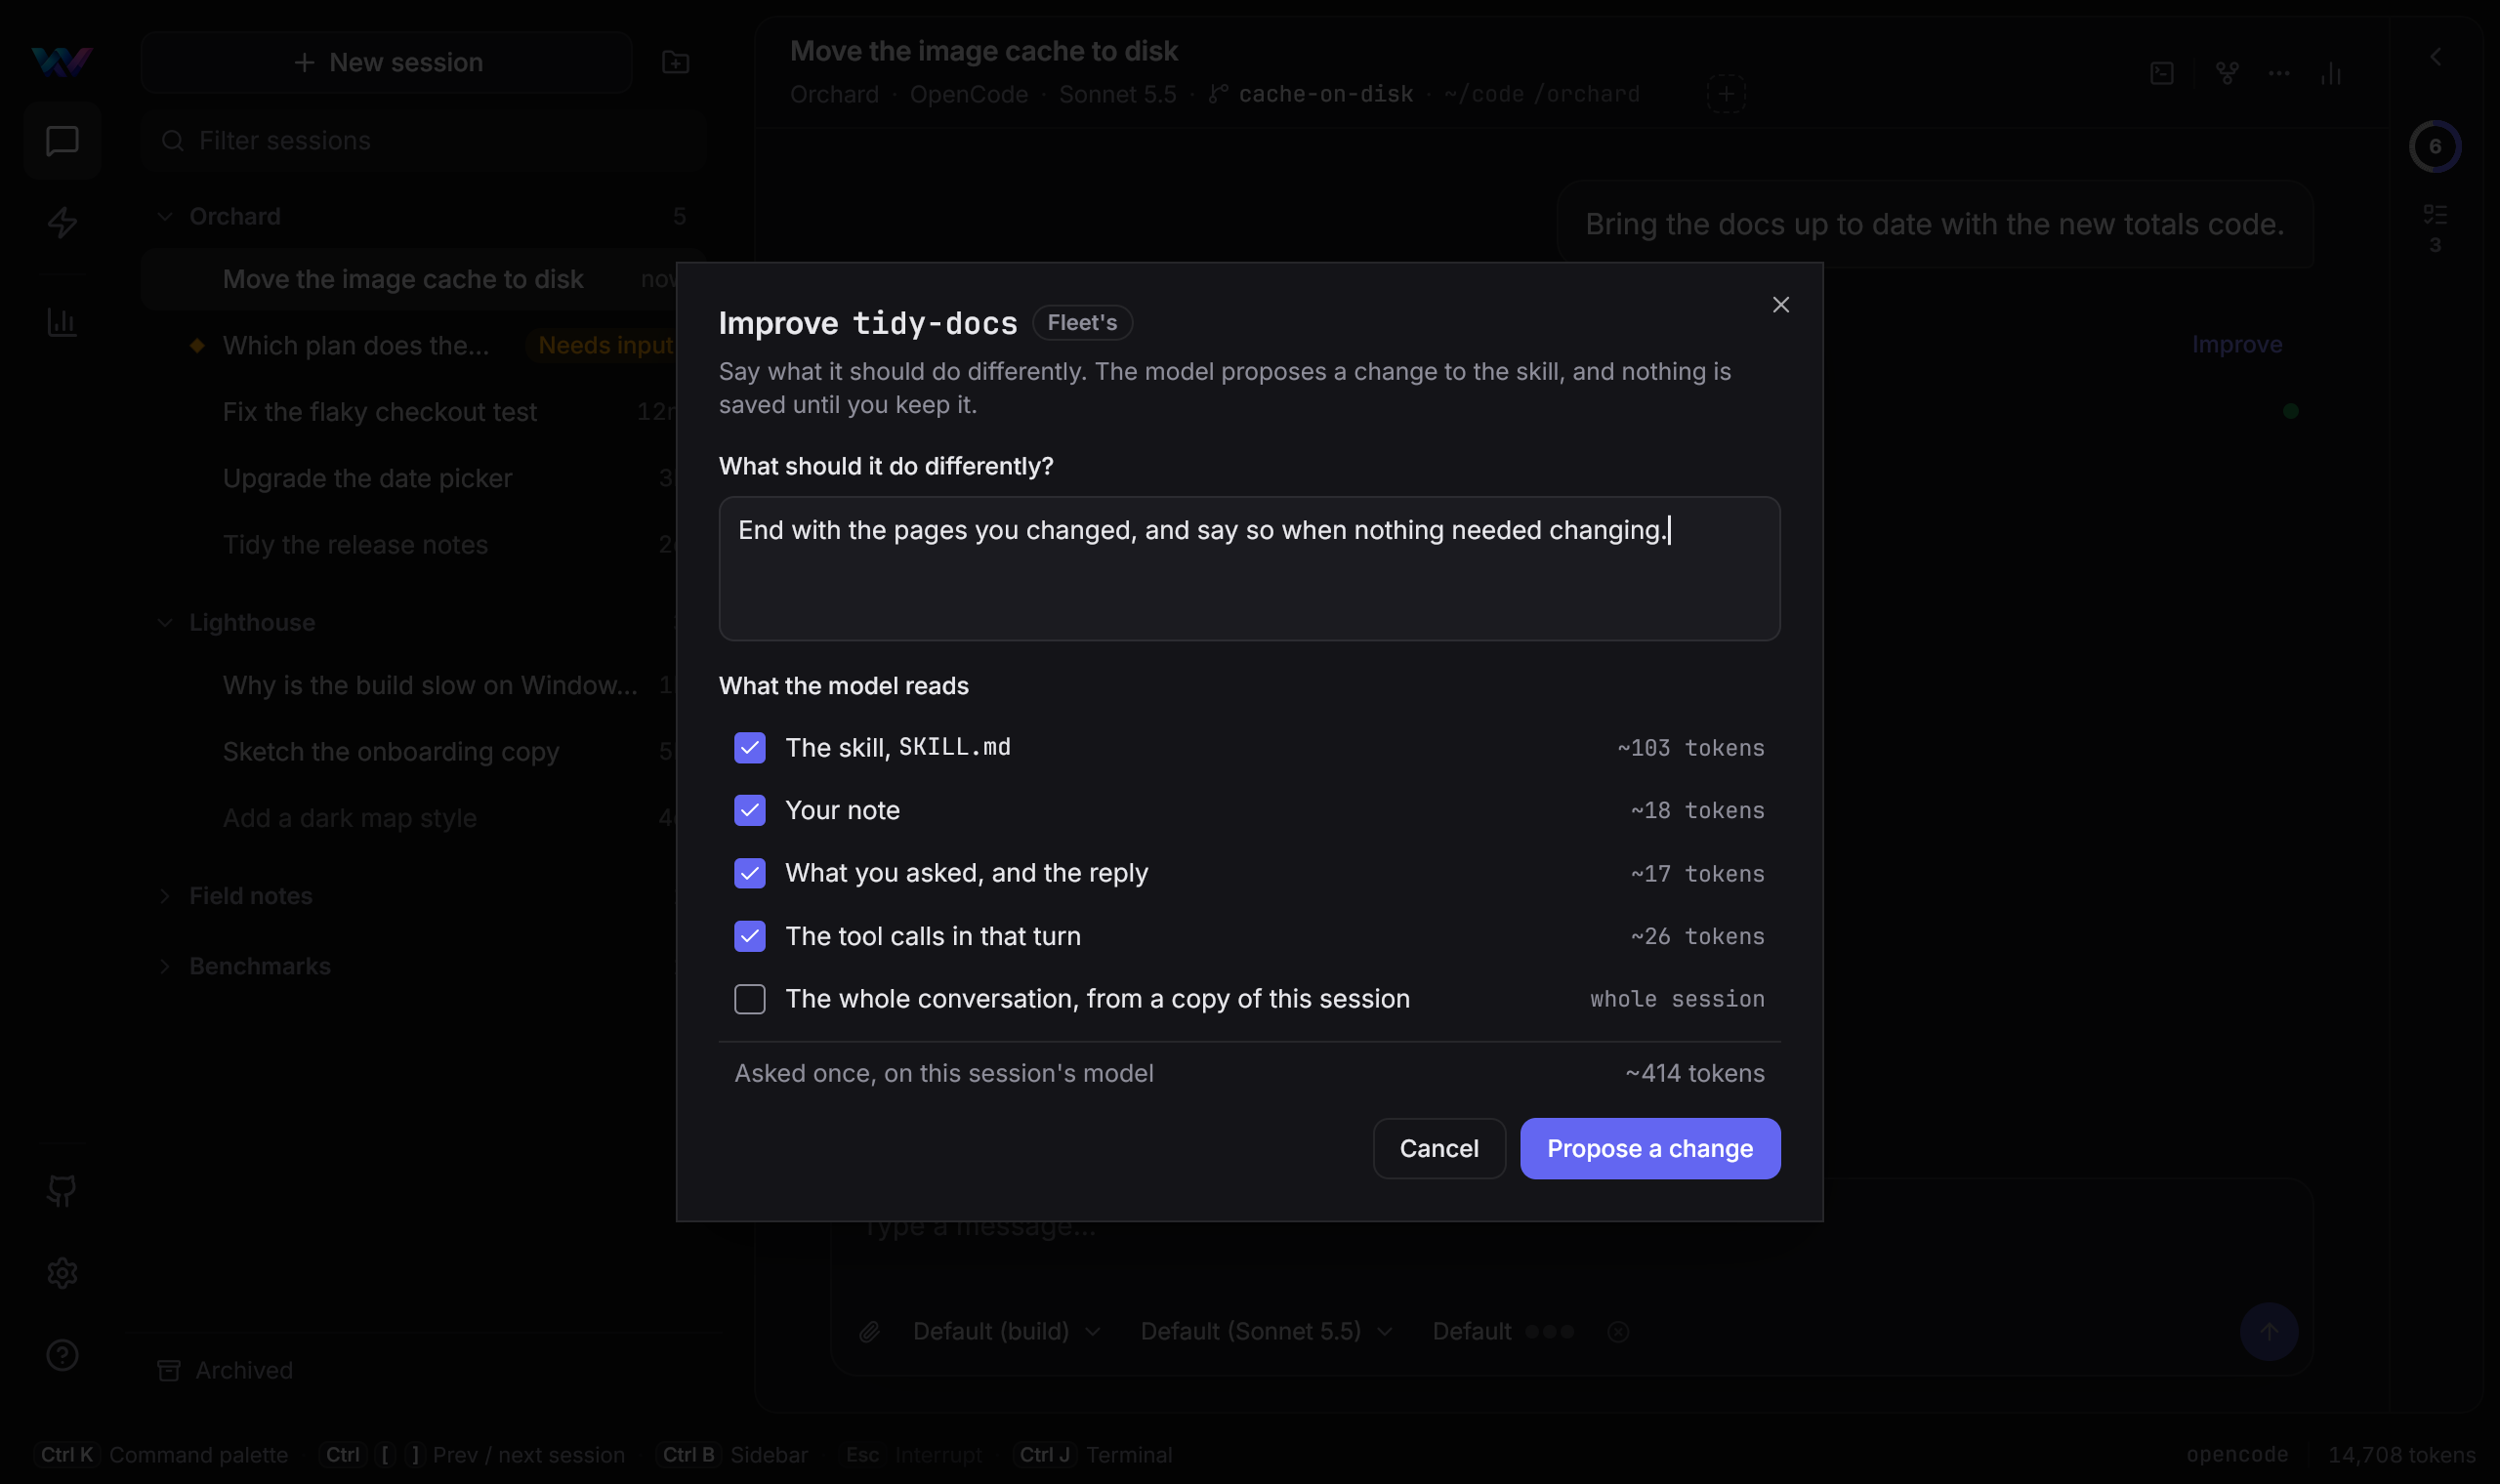 New session
Filter sessions
Orchard 5
Move the image cache to disk now
Which plan does the... Needs input
Fix the flaky checkout test
Upgrade the date picker
Tidy the release notes
Lighthouse
Why is the build slow on Window...
Sketch the onboarding copy
Add a dark map style
Field notes
Benchmarks
Archived
Move the image cache to disk
Orchard · OpenCode · Sonnet 5.5 · cache-on-disk · ~/code/orchard
6
3
Bring the docs up to date with the new totals code.
Improve
Improve tidy-docs Fleet's
Say what it should do differently. The model proposes a change to the skill, and nothing is
saved until you keep it.
What should it do differently?
End with the pages you changed, and say so when nothing needed changing.
What the model reads
The skill, SKILL.md ~103 tokens
Your note ~18 tokens
What you asked, and the reply ~17 tokens
The tool calls in that turn ~26 tokens
The whole conversation, from a copy of this session whole session
Asked once, on this session's model ~414 tokens
Cancel Propose a change
Type a message...
Default (build) Default (Sonnet 5.5) Default
Ctrl K Command palette Ctrl [ ] Prev / next session Ctrl B Sidebar Esc Interrupt Ctrl J Terminal
opencode 14,708 tokens